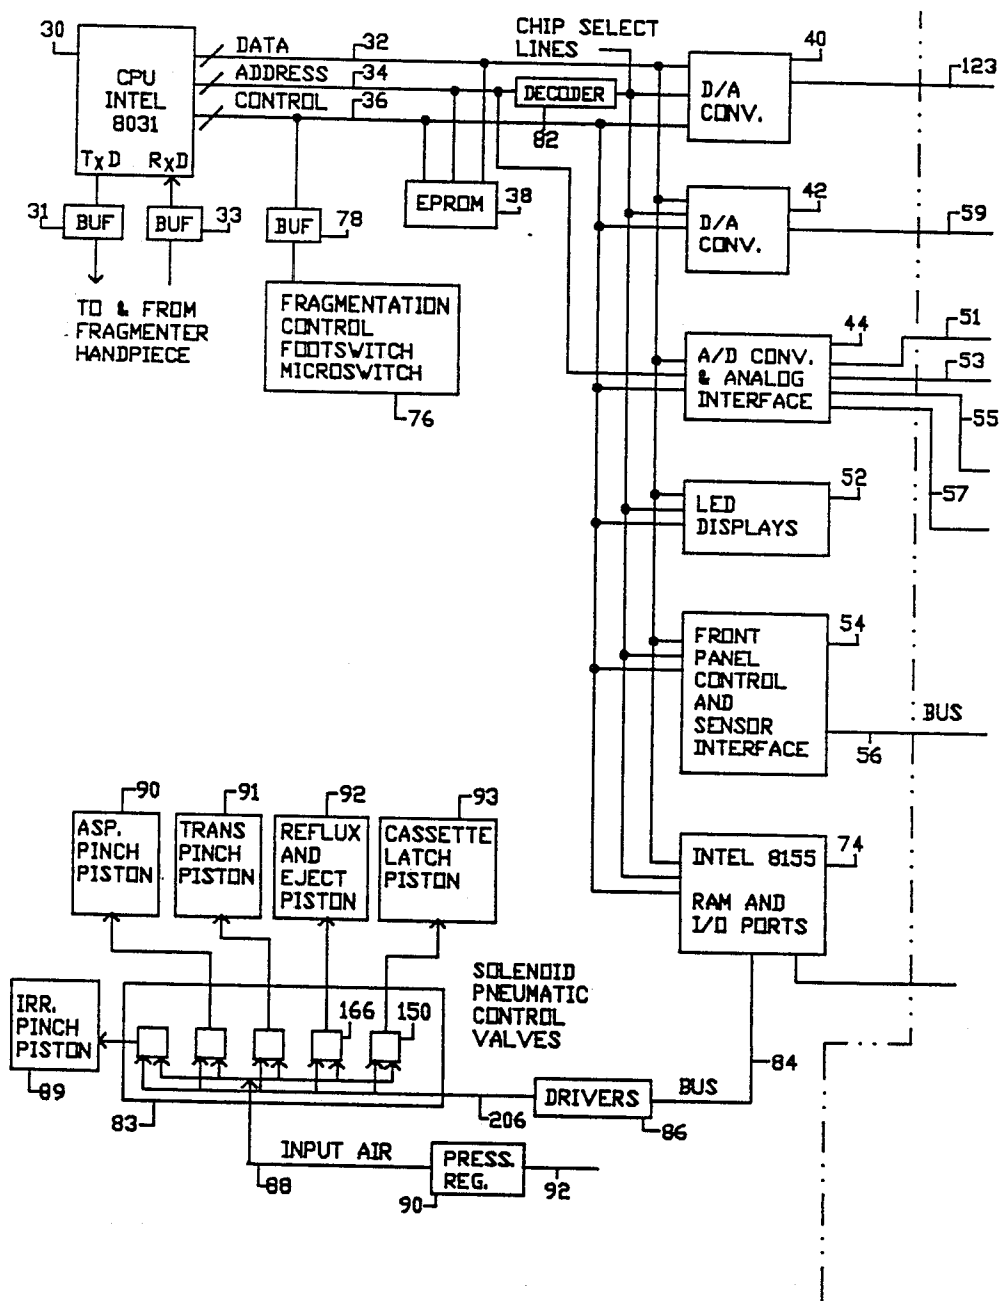 30
CPU
INTEL
8031
TxD RxD
DATA
32
ADDRESS
34
CONTROL
36
CHIP SELECT
LINES
DECODER
82
40
D/A
CONV.
123
31
BUF
BUF
33
BUF
78
EPROM
38
42
D/A
CONV.
59
TO & FROM
FRAGMENTER
HANDPIECE
FRAGMENTATION
CONTROL
FOOTSWITCH
MICROSWITCH
76
44
A/D CONV.
& ANALOG
INTERFACE
51
53
55
57
52
LED
DISPLAYS
54
FRONT
PANEL
CONTROL
AND
SENSOR
INTERFACE
BUS
56
90
ASP.
PINCH
PISTON
91
TRANS
PINCH
PISTON
92
REFLUX
AND
EJECT
PISTON
93
CASSETTE
LATCH
PISTON
74
INTEL 8155
RAM AND
I/O PORTS
IRR.
PINCH
PISTON
89
166
150
SOLENOID
PNEUMATIC
CONTROL
VALVES
83
206
DRIVERS
86
BUS
84
INPUT AIR
88
PRESS.
REG.
90
92